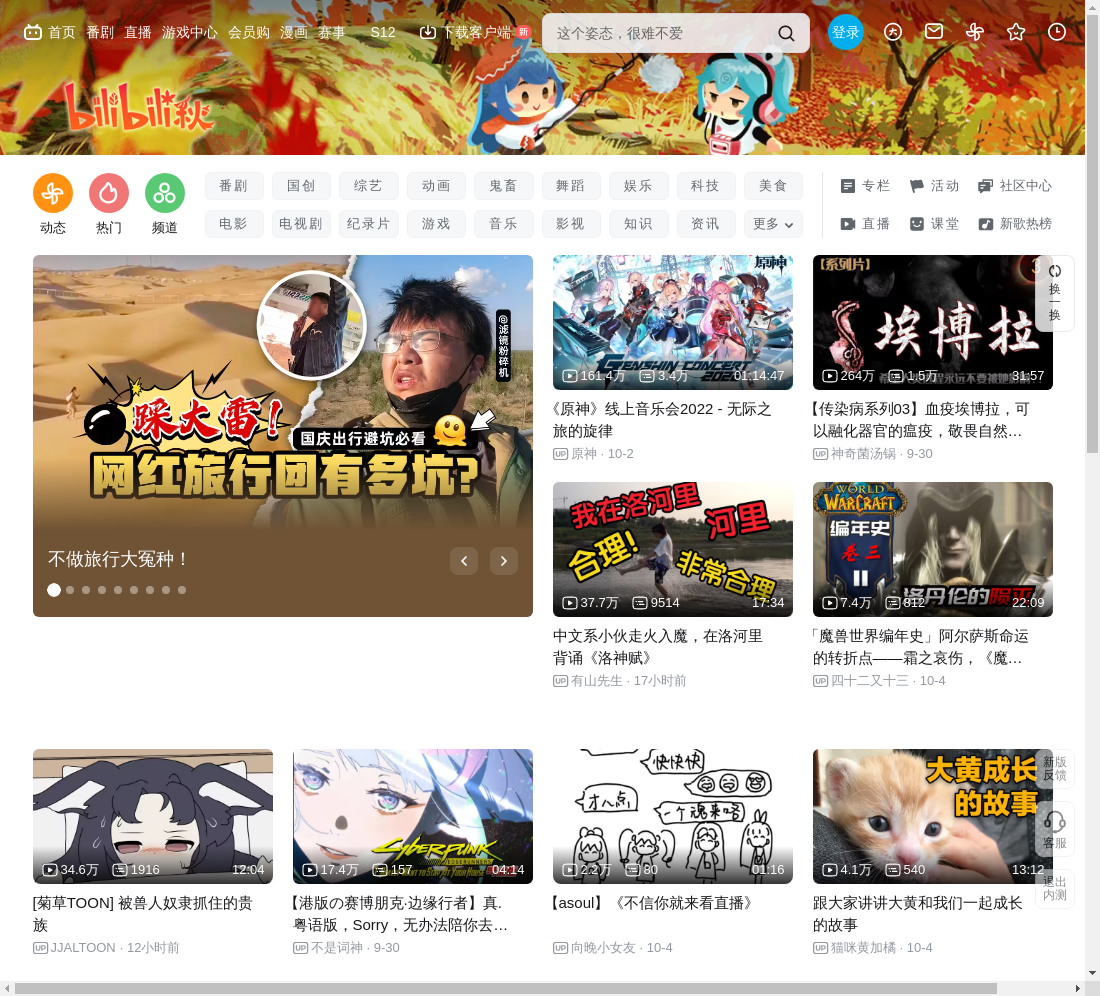 首页 番剧 直播 游戏中心 会员购 漫画 赛事 S12 下载客户端 新 这个姿态，很难不爱 登录
bilibili秋
番剧 国创 综艺 动画 鬼畜 舞蹈 娱乐 科技 美食 专栏 活动 社区中心
动态 热门 频道 电影 电视剧 纪录片 游戏 音乐 影视 知识 资讯 更多 直播 课堂 新歌热榜
滤镜粉碎机
踩大雷!
国庆出行避坑必看
网红旅行团有多坑?
不做旅行大冤种！
原神
GENSHIN CONCERT
161.4万 3.4万 01:14:47
《原神》线上音乐会2022 - 无际之
旅的旋律
UP 原神 · 10-2
【系列片】
埃博拉
264万 1.5万 31:57
【传染病系列03】血疫埃博拉，可
以融化器官的瘟疫，敬畏自然…
UP 神奇菌汤锅 · 9-30
换
一
换
我在洛河里
河里
合理!
非常合理
37.7万 9514 17:34
中文系小伙走火入魔，在洛河里
背诵《洛神赋》
UP 有山先生 · 17小时前
WORLD
WARCRAFT
编年史
卷三
洛丹伦的陨灭
7.4万 812 22:09
「魔兽世界编年史」阿尔萨斯命运
的转折点——霜之哀伤，《魔…
UP 四十二又十三 · 10-4
34.6万 1916 12:04
[菊草TOON] 被兽人奴隶抓住的贵
族
UP JJALTOON · 12小时前
Cyberpunk
EDGERUNNERS
17.4万 157 04:14
【港版の赛博朋克·边缘行者】真.
粤语版，Sorry，无办法陪你去…
UP 不是词神 · 9-30
快快快
才八点
一个顽来咯
2.2万 80 01:16
【asoul】《不信你就来看直播》
UP 向晚小女友 · 10-4
大黄成长
的故事
4.1万 540 13:12
跟大家讲讲大黄和我们一起成长
的故事
UP 猫咪黄加橘 · 10-4
新版
反馈
客服
退出
内测